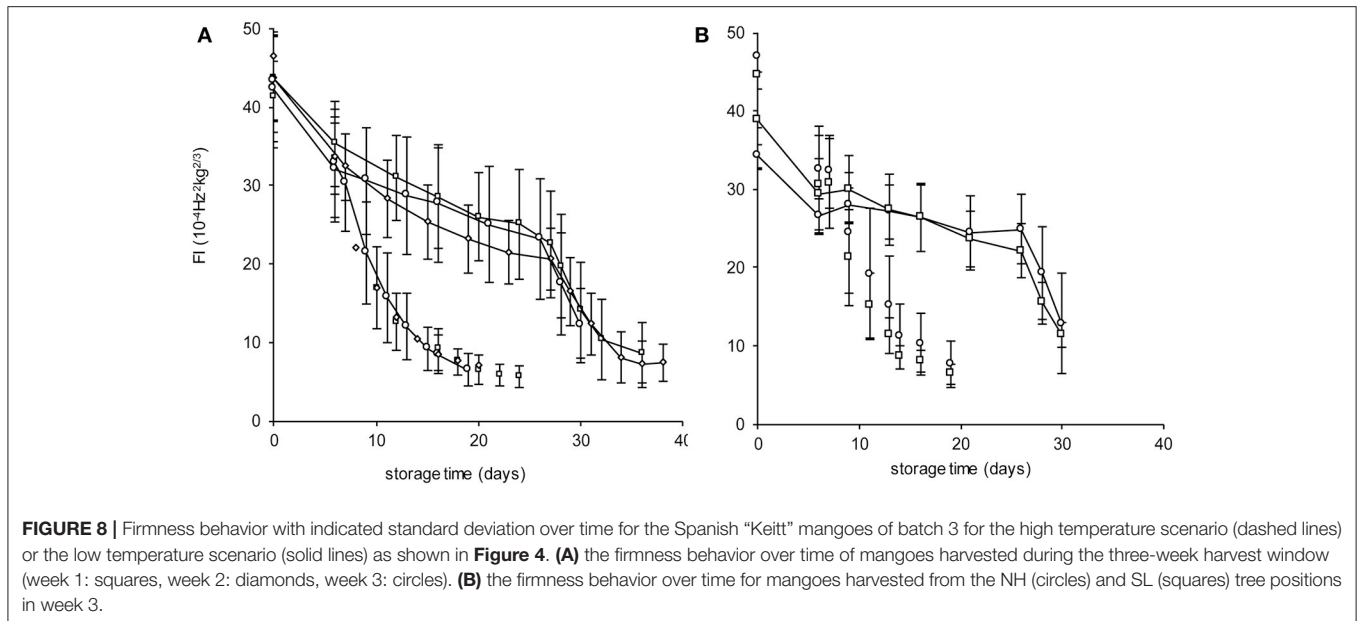 A
B
50
40
30
20
10
0
FI (10⁻⁴Hz²kg²ᐟ³)
0 10 20 30 40
storage time (days)
50
40
30
20
10
0
0 10 20 30 40
storage time (days)
FIGURE 8 | Firmness behavior with indicated standard deviation over time for the Spanish “Keitt” mangoes of batch 3 for the high temperature scenario (dashed lines)
or the low temperature scenario (solid lines) as shown in Figure 4. (A) the firmness behavior over time of mangoes harvested during the three-week harvest window
(week 1: squares, week 2: diamonds, week 3: circles). (B) the firmness behavior over time for mangoes harvested from the NH (circles) and SL (squares) tree positions
in week 3.